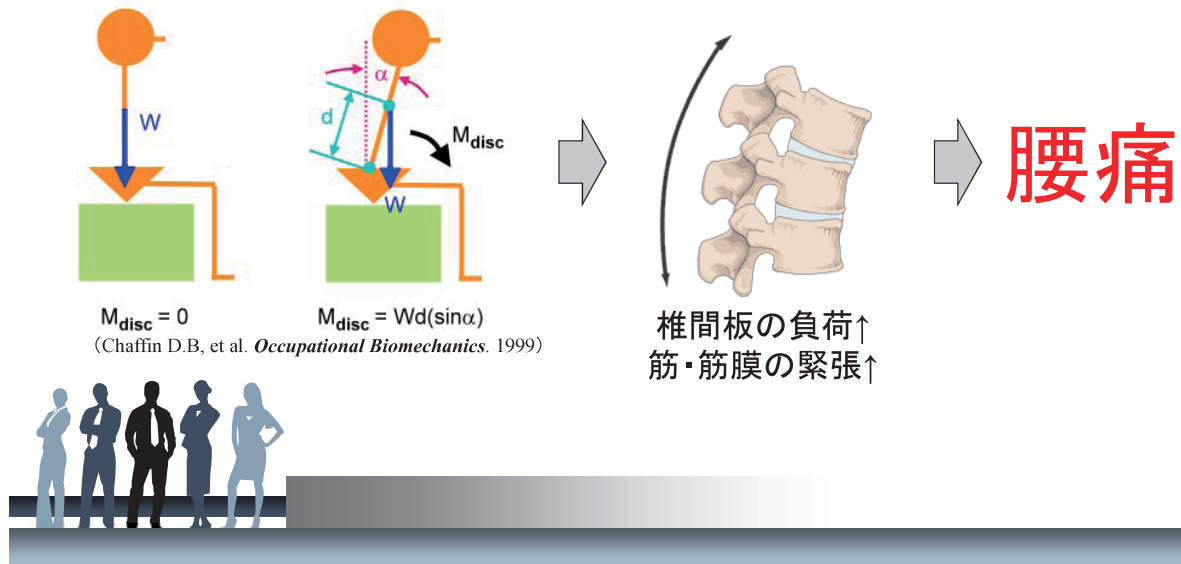 W
α
d
M_disc
W
M_disc = 0
M_disc = Wd(sinα)
（Chaffin D.B, et al. Occupational Biomechanics. 1999）
椎間板の負荷↑
筋・筋膜の緊張↑
腰痛